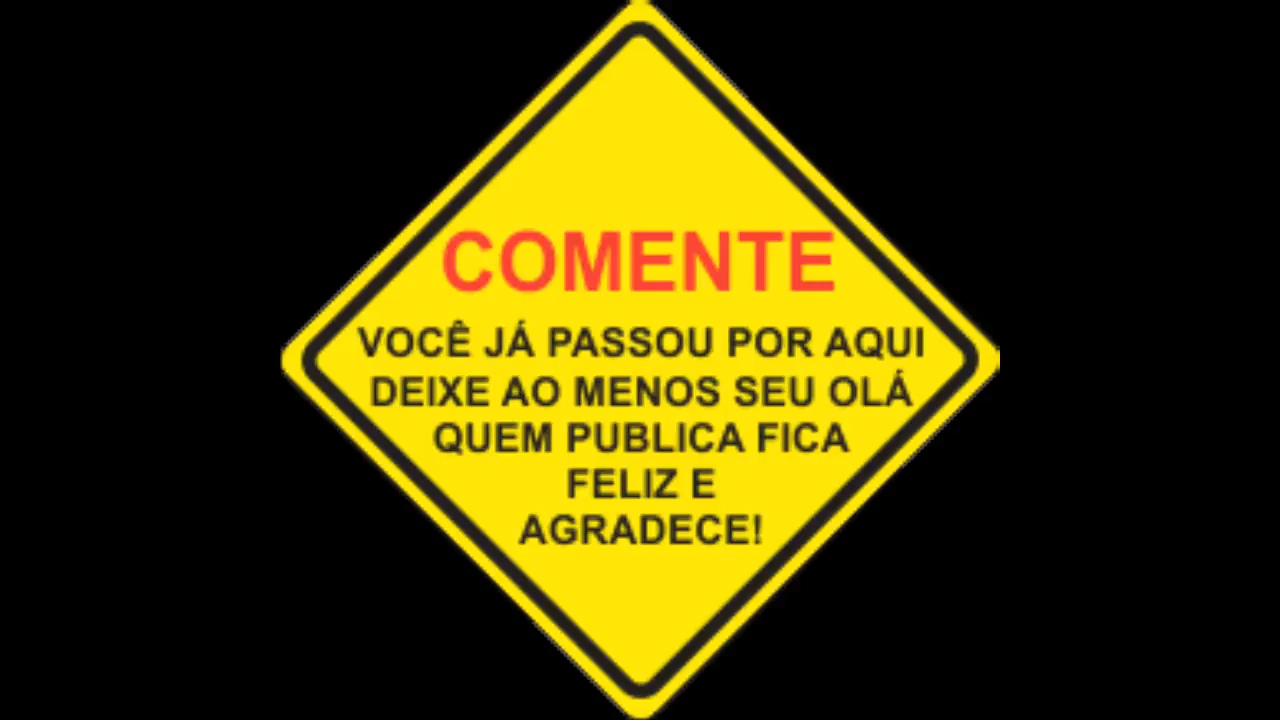 COMENTE
VOCÊ JÁ PASSOU POR AQUI
DEIXE AO MENOS SEU OLÁ
QUEM PUBLICA FICA
FELIZ E
AGRADECE!